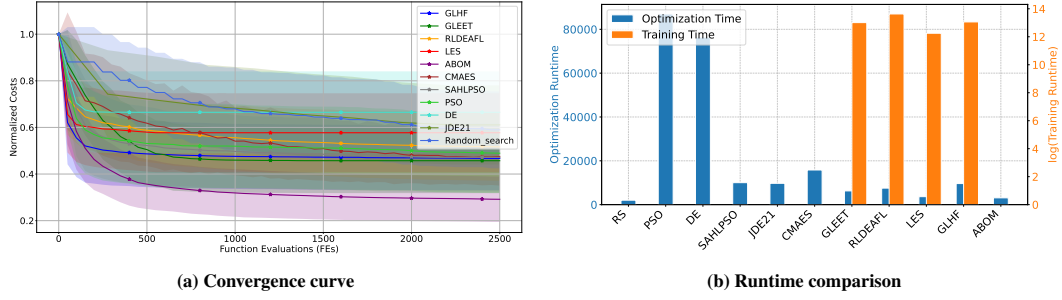 Normalized Costs
1.0
0.8
0.6
0.4
0.2
0
500
1000
1500
2000
2500
Function Evaluations (FEs)
GLHF
GLEET
RLDEAFL
LES
ABOM
CMAES
SAHLPSO
PSO
DE
JDE21
Random_search
(a) Convergence curve
Optimization Runtime
80000
60000
40000
20000
0
Optimization Time
Training Time
RS
PSO
DE
SAHLPSO
JDE21
CMAES
GLEET
RLDEAFL
LES
GLHF
ABOM
14
12
10
8
6
4
2
0
log(Training Runtime)
(b) Runtime comparison